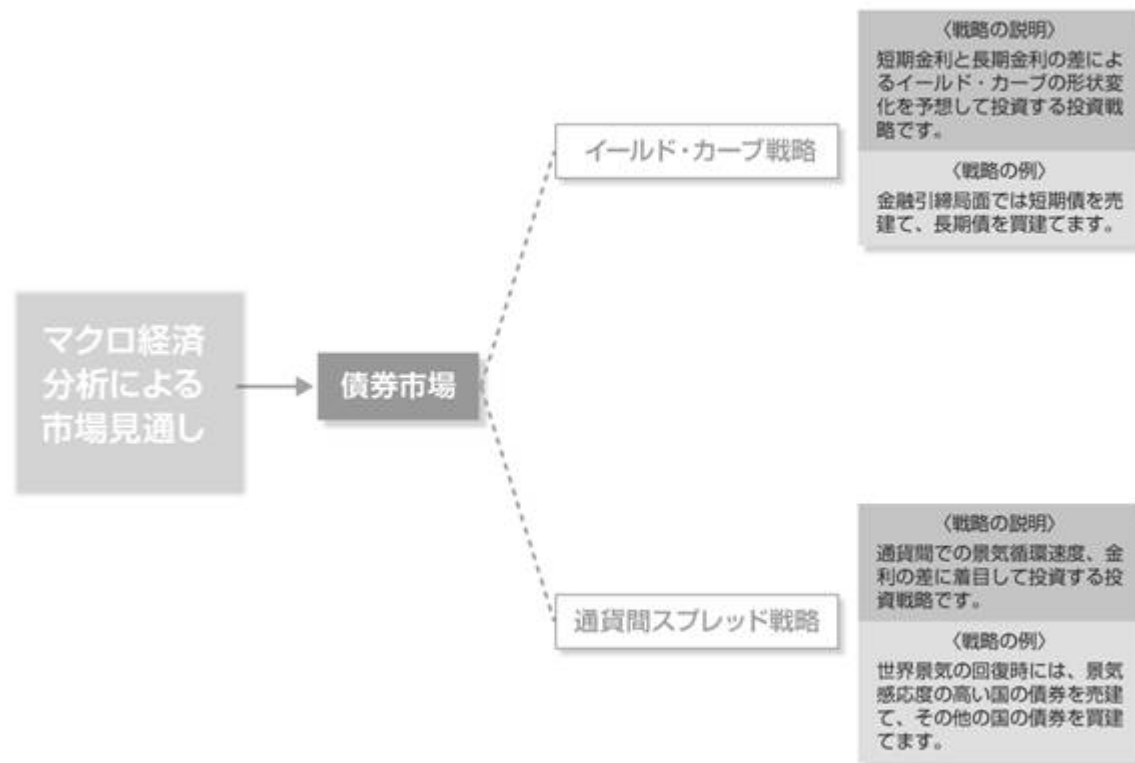 マクロ経済
分析による
市場見通し
債券市場
イールド・カーブ戦略
〈戦略の説明〉
短期金利と長期金利の差によ
るイールド・カーブの形状変
化を予想して投資する投資戦
略です。
〈戦略の例〉
金融引締局面では短期債を売
建て、長期債を買建てます。
通貨間スプレッド戦略
〈戦略の説明〉
通貨間での景気循環速度、金
利の差に着目して投資する投
資戦略です。
〈戦略の例〉
世界景気の回復時には、景気
感応度の高い国の債券を売建
て、その他の国の債券を買建
てます。